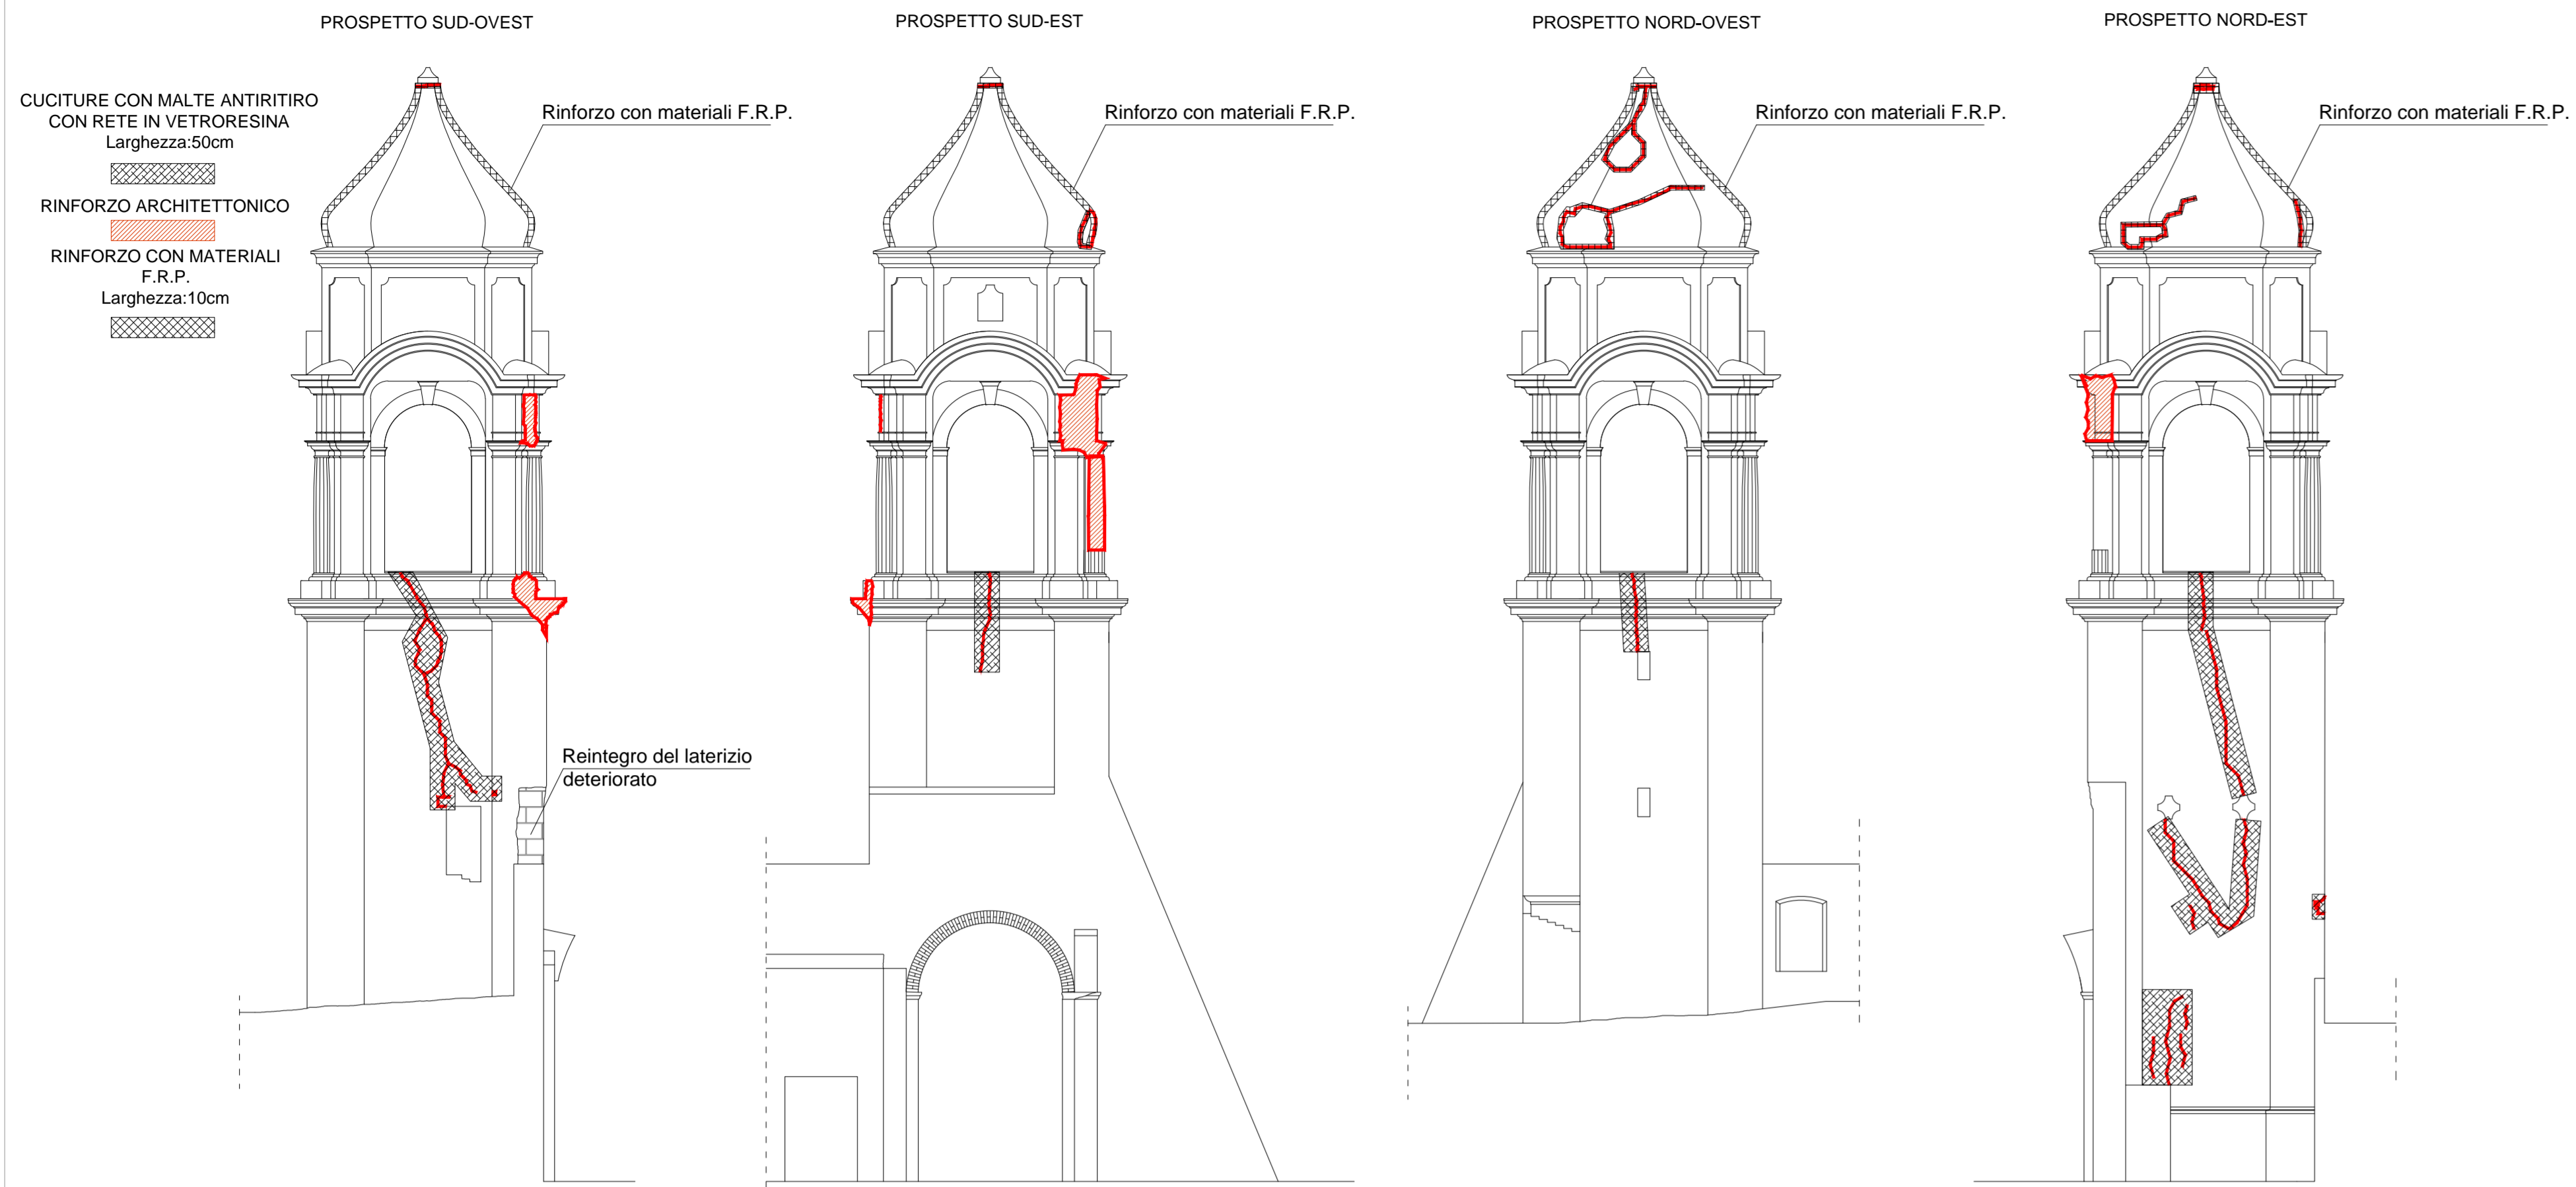 PROSPETTO SUD-OVEST
PROSPETTO SUD-EST
PROSPETTO NORD-OVEST
PROSPETTO NORD-EST
CUCITURE CON MALTE ANTIRITIRO
CON RETE IN VETRORESINA
Larghezza:50cm
RINFORZO ARCHITETTONICO
RINFORZO CON MATERIALI
F.R.P.
Larghezza:10cm
Rinforzo con materiali F.R.P.
Rinforzo con materiali F.R.P.
Rinforzo con materiali F.R.P.
Rinforzo con materiali F.R.P.
Reintegro del laterizio
deteriorato